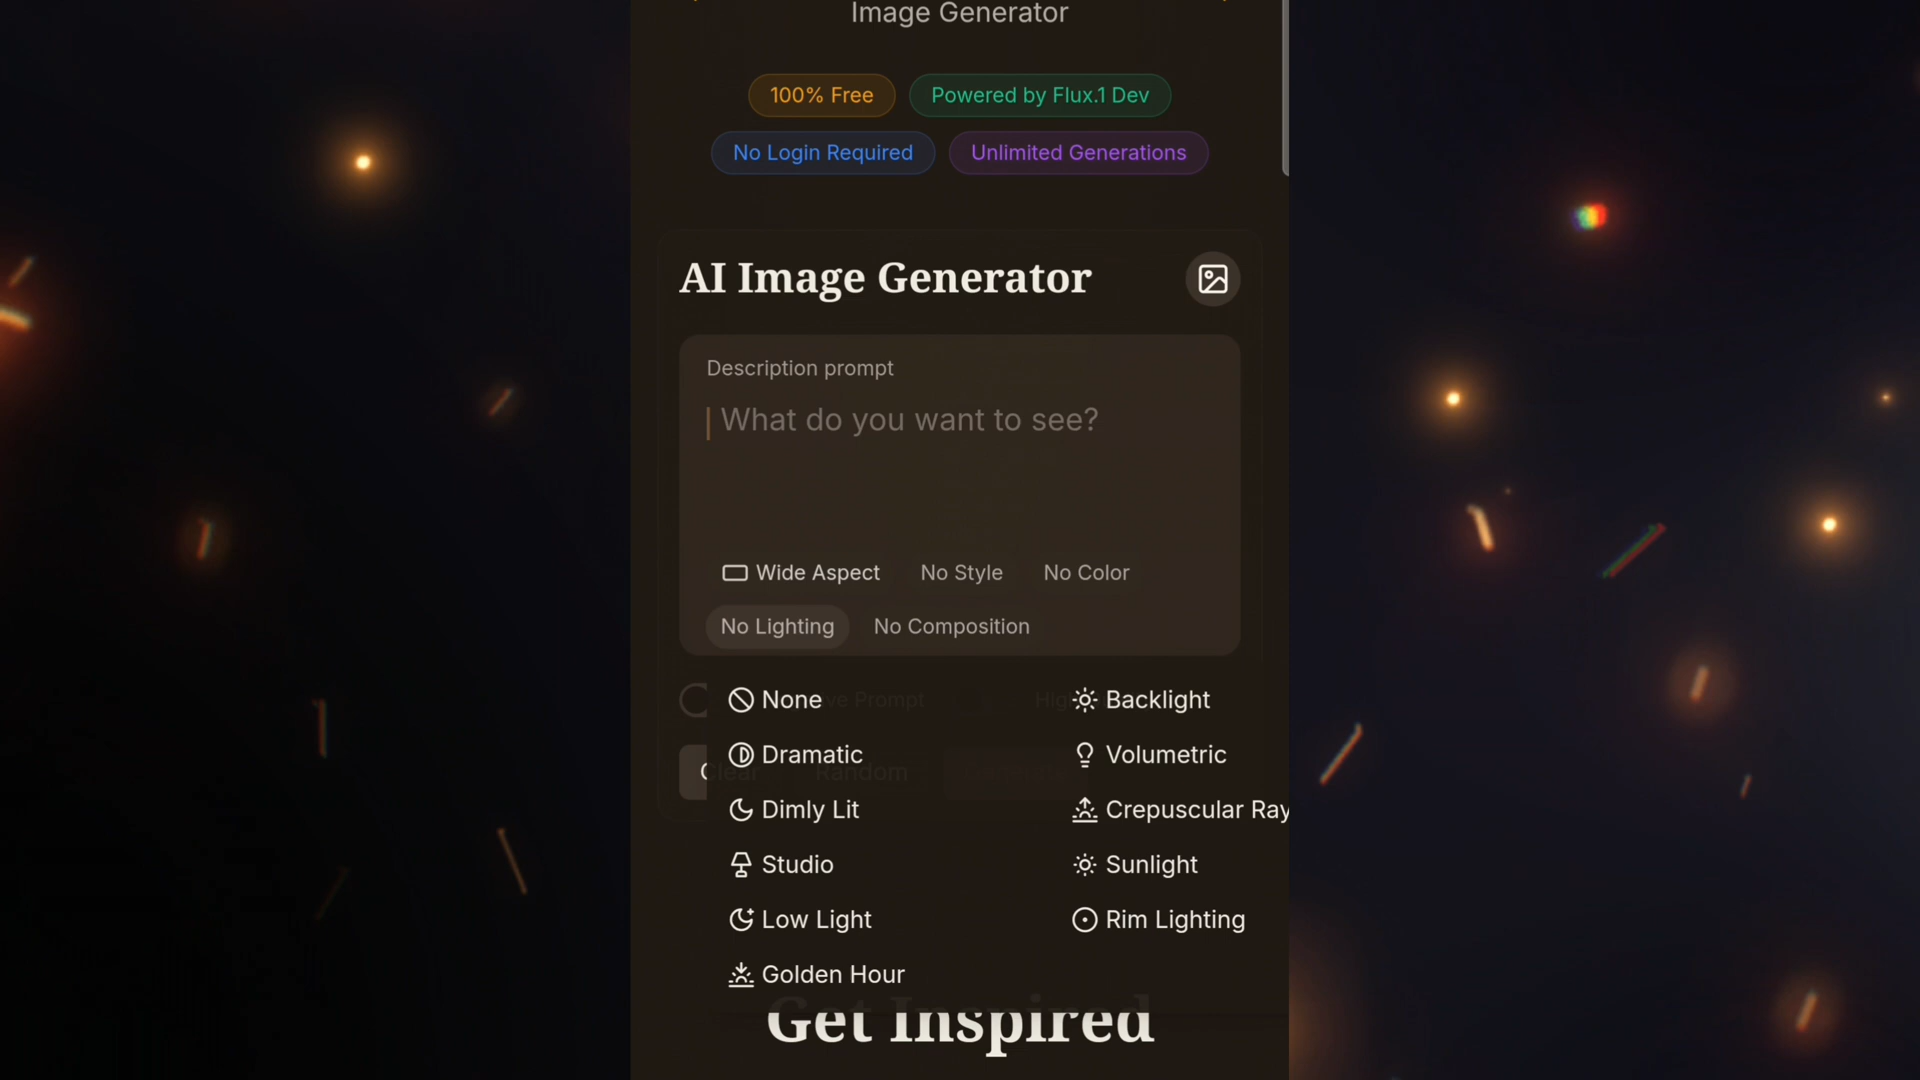 Image Generator
100% Free
Powered by Flux.1 Dev
No Login Required
Unlimited Generations
AI Image Generator
Description prompt
What do you want to see?
Wide Aspect
No Style
No Color
No Lighting
No Composition
None
Backlight
Dramatic
Volumetric
Clear
Random
Dimly Lit
Crepuscular Ray
Studio
Sunlight
Low Light
Rim Lighting
Golden Hour
Get Inspired